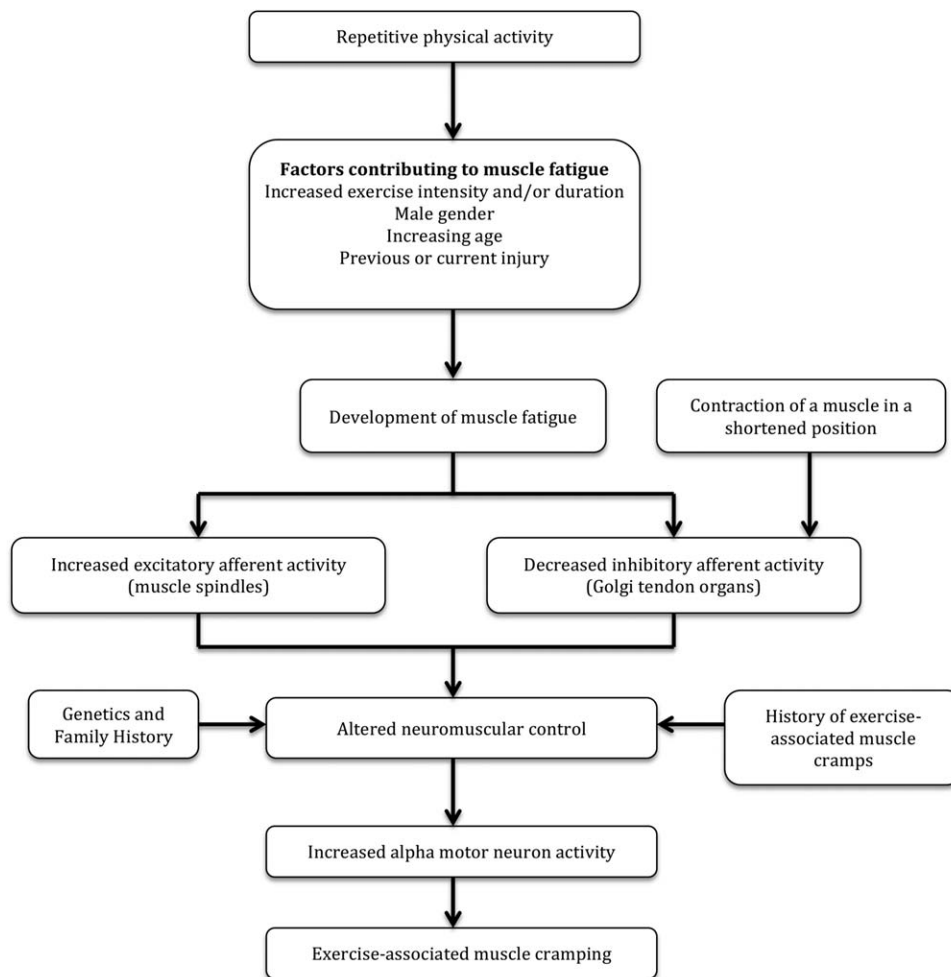 Repetitive physical activity
Factors contributing to muscle fatigue
Increased exercise intensity and/or duration
Male gender
Increasing age
Previous or current injury
Development of muscle fatigue
Contraction of a muscle in a
shortened position
Increased excitatory afferent activity
(muscle spindles)
Decreased inhibitory afferent activity
(Golgi tendon organs)
Genetics and
Family History
Altered neuromuscular control
History of exercise-
associated muscle
cramps
Increased alpha motor neuron activity
Exercise-associated muscle cramping